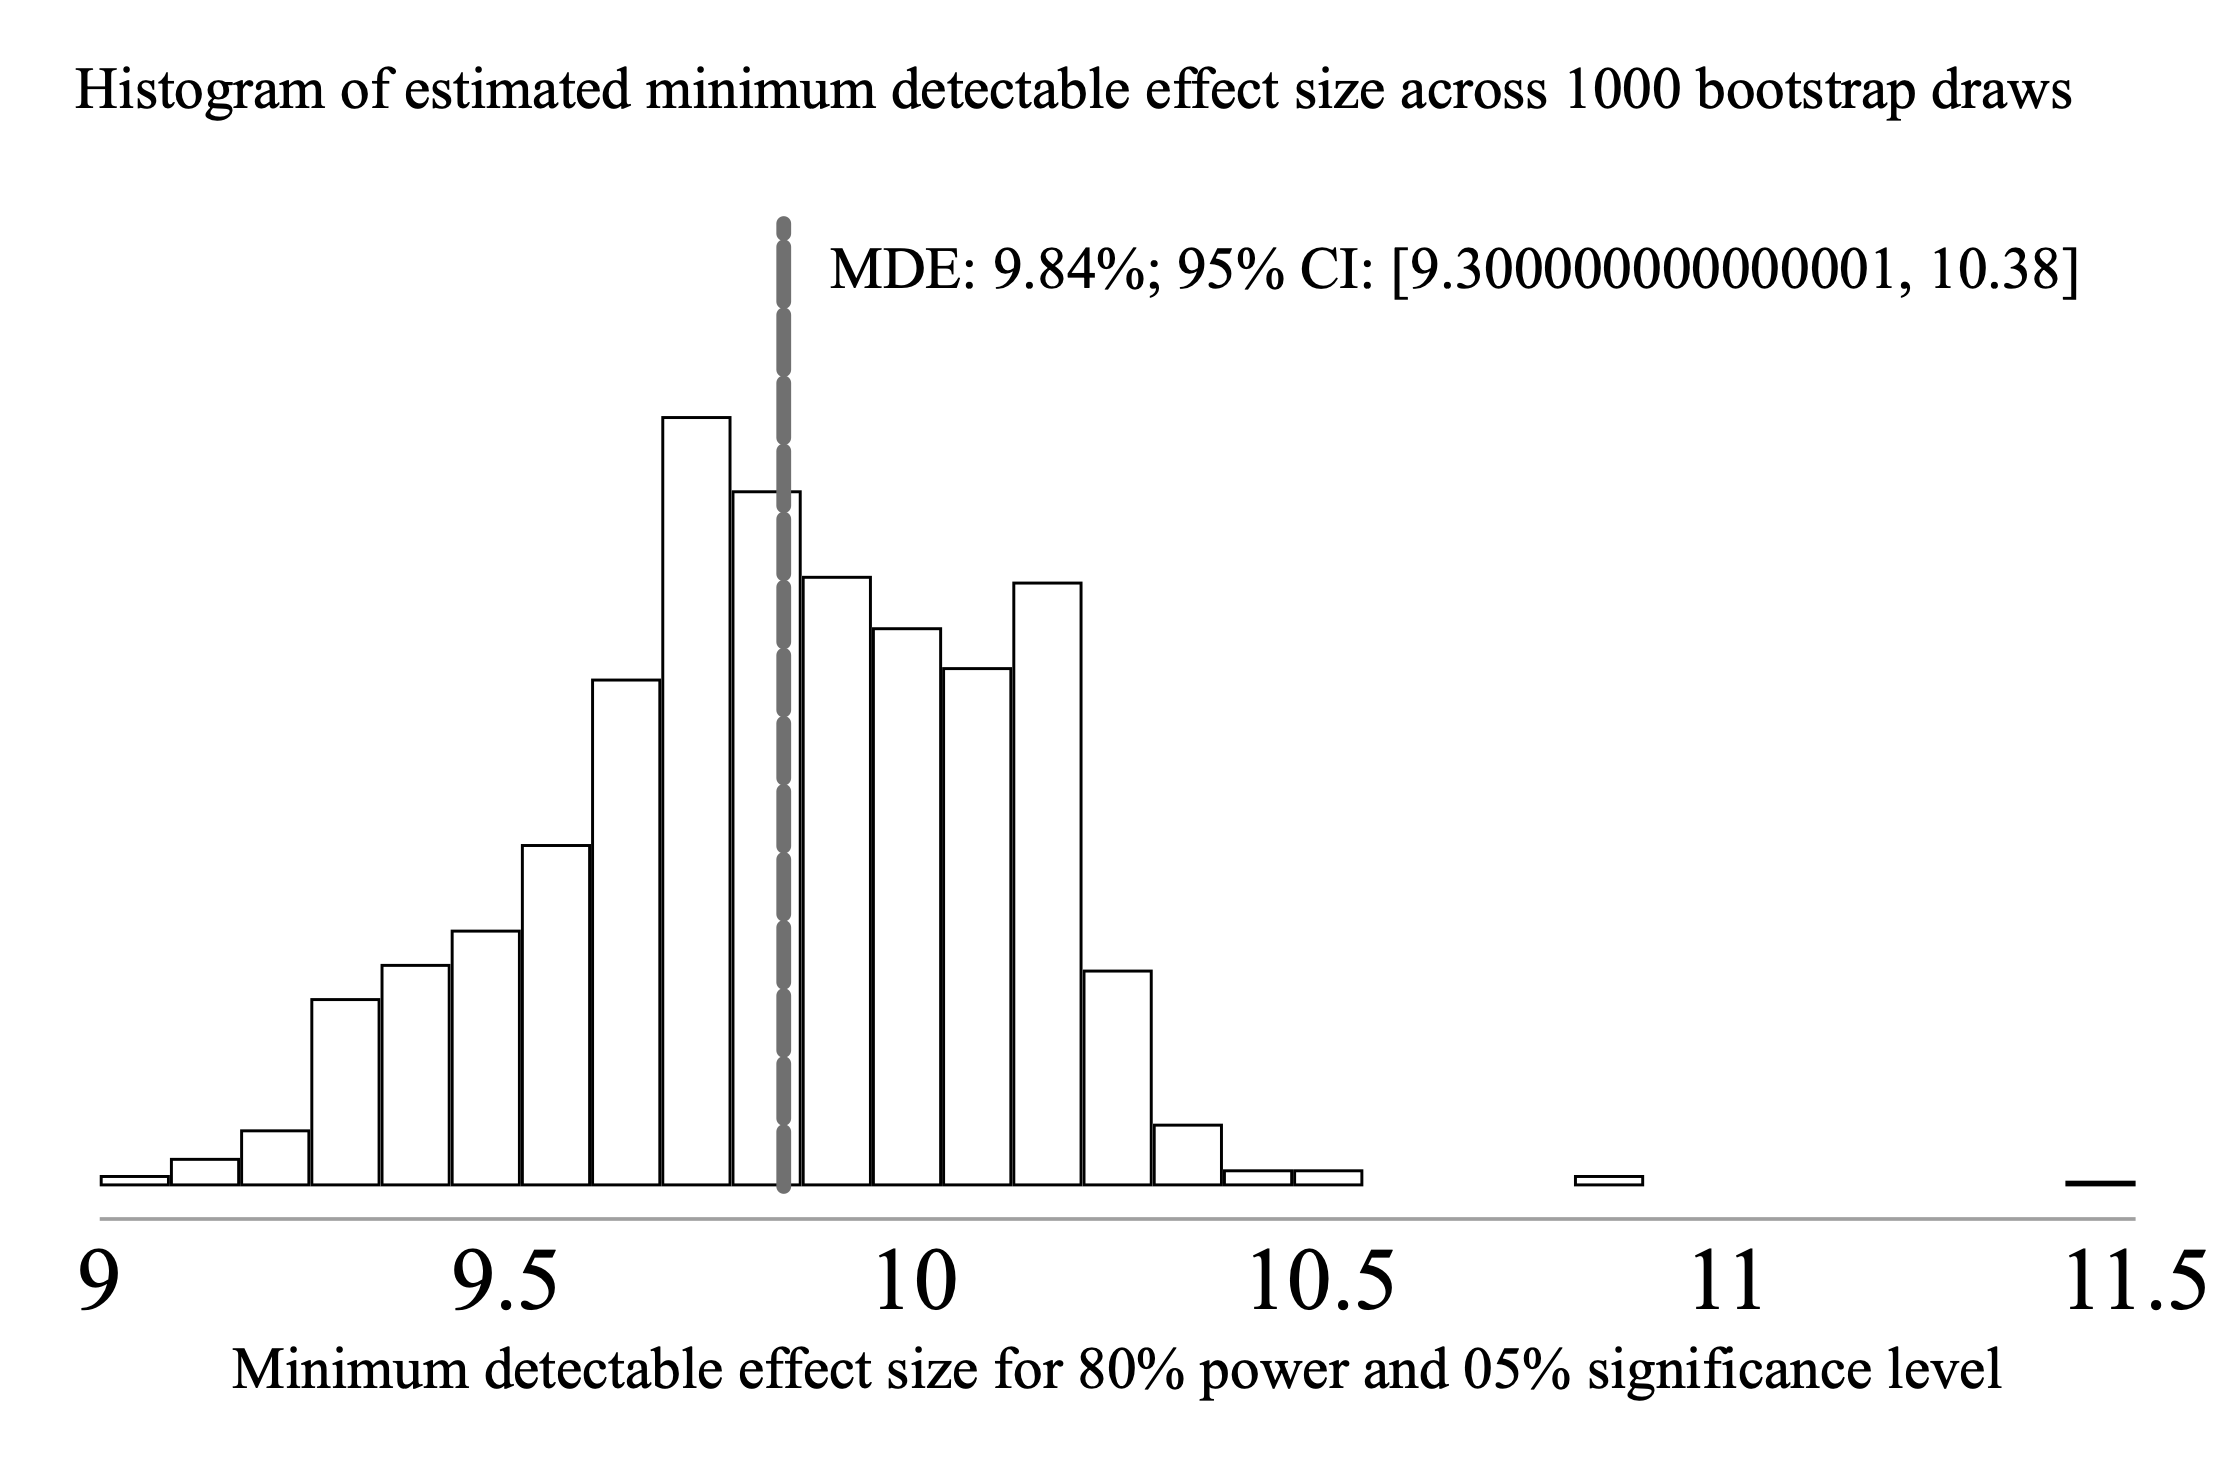 Histogram of estimated minimum detectable effect size across 1000 bootstrap draws
MDE: 9.84%; 95% CI: [9.300000000000001, 10.38]
9 9.5 10 10.5 11 11.5
Minimum detectable effect size for 80% power and 05% significance level